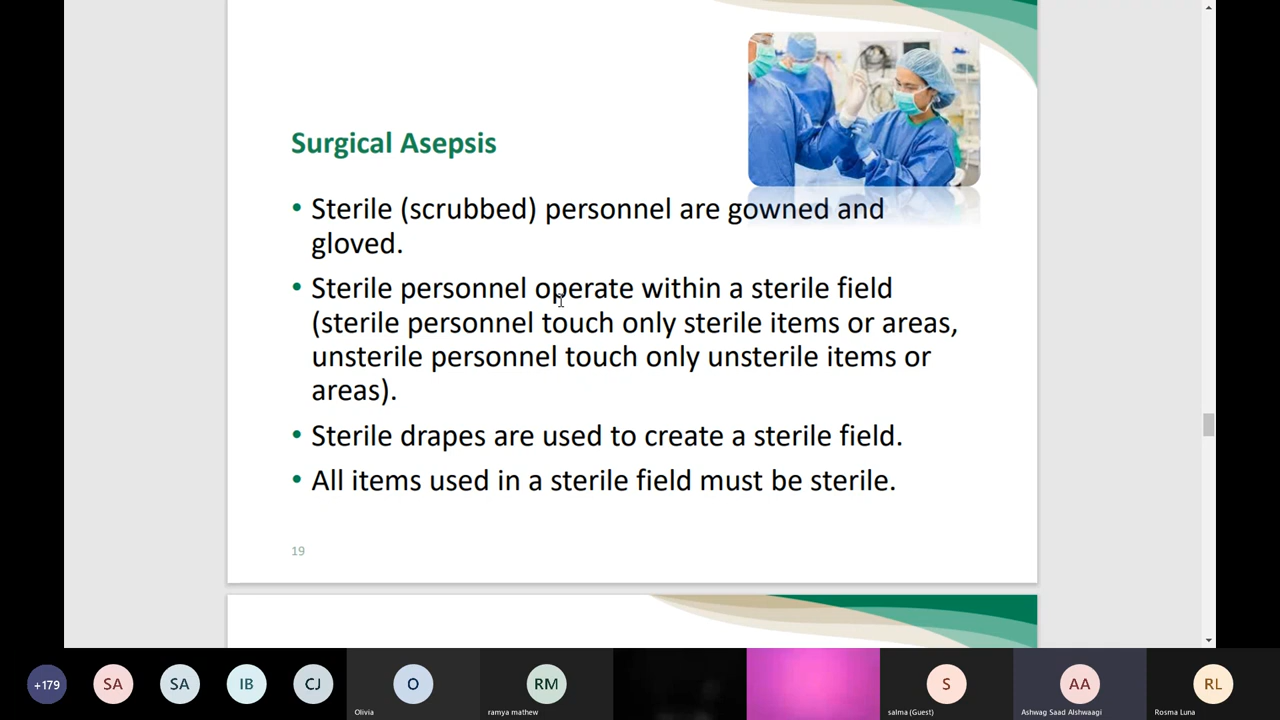 Surgical Asepsis
• Sterile (scrubbed) personnel are gowned and
gloved.
• Sterile personnel operate within a sterile field
(sterile personnel touch only sterile items or areas,
unsterile personnel touch only unsterile items or
areas).
• Sterile drapes are used to create a sterile field.
• All items used in a sterile field must be sterile.
19
+179
SA
SA
IB
CJ
O
Olivia
RM
ramya mathew
S
salma (Guest)
AA
Ashwag Saad Alshwaagi
RL
Rosma Luna